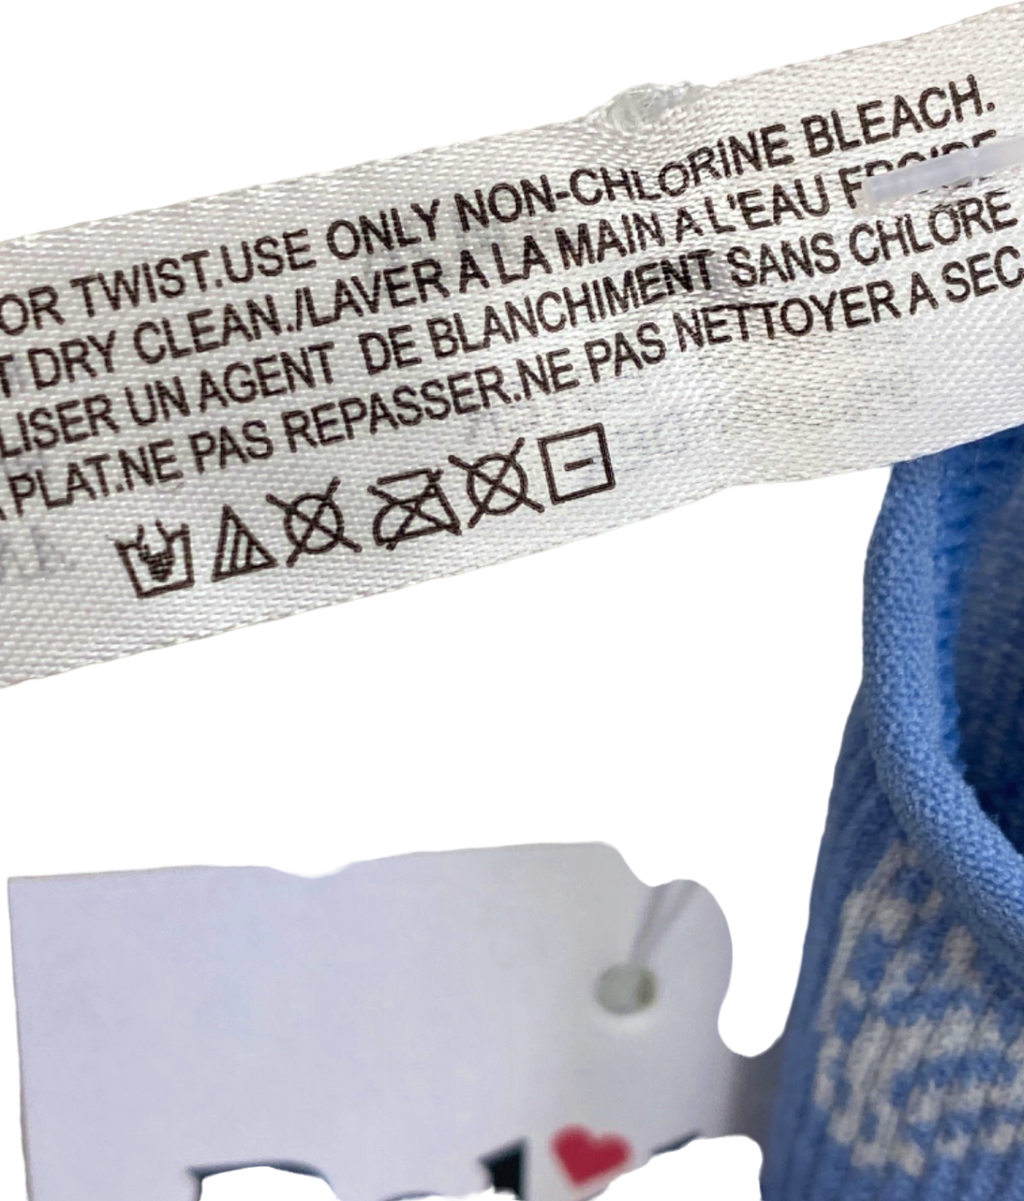 OR TWIST.USE ONLY NON-CHLORINE BLEACH.
DRY CLEAN./LAVER A LA MAIN A L'EAU FROIDE
LISER UN AGENT DE BLANCHIMENT SANS CHLORE
PLAT.NE PAS REPASSER.NE PAS NETTOYER A SEC